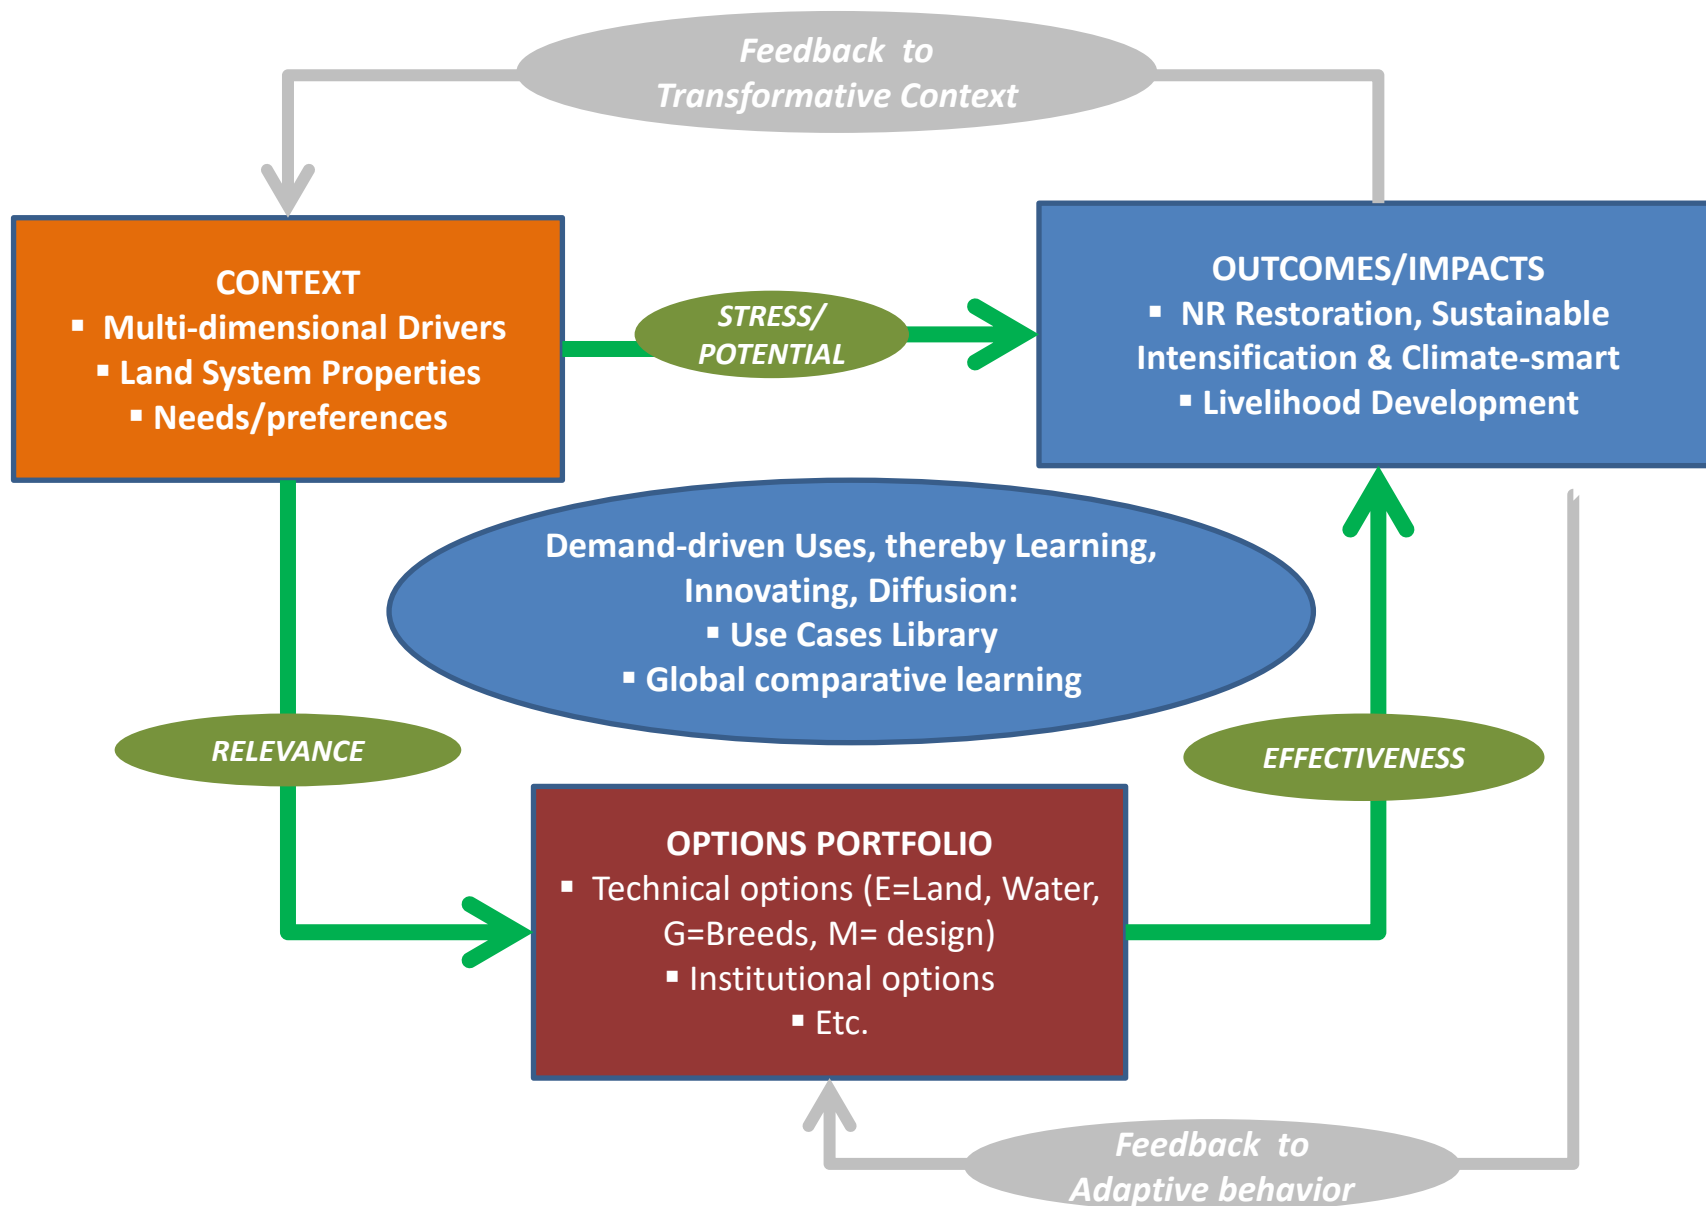 Feedback to
Transformative Context
CONTEXT
▪ Multi-dimensional Drivers
▪ Land System Properties
▪ Needs/preferences
STRESS/
POTENTIAL
OUTCOMES/IMPACTS
▪ NR Restoration, Sustainable
Intensification & Climate-smart
▪ Livelihood Development
Demand-driven Uses, thereby Learning,
Innovating, Diffusion:
▪ Use Cases Library
▪ Global comparative learning
RELEVANCE
EFFECTIVENESS
OPTIONS PORTFOLIO
▪ Technical options (E=Land, Water,
G=Breeds, M= design)
▪ Institutional options
▪ Etc.
Feedback to
Adaptive behavior